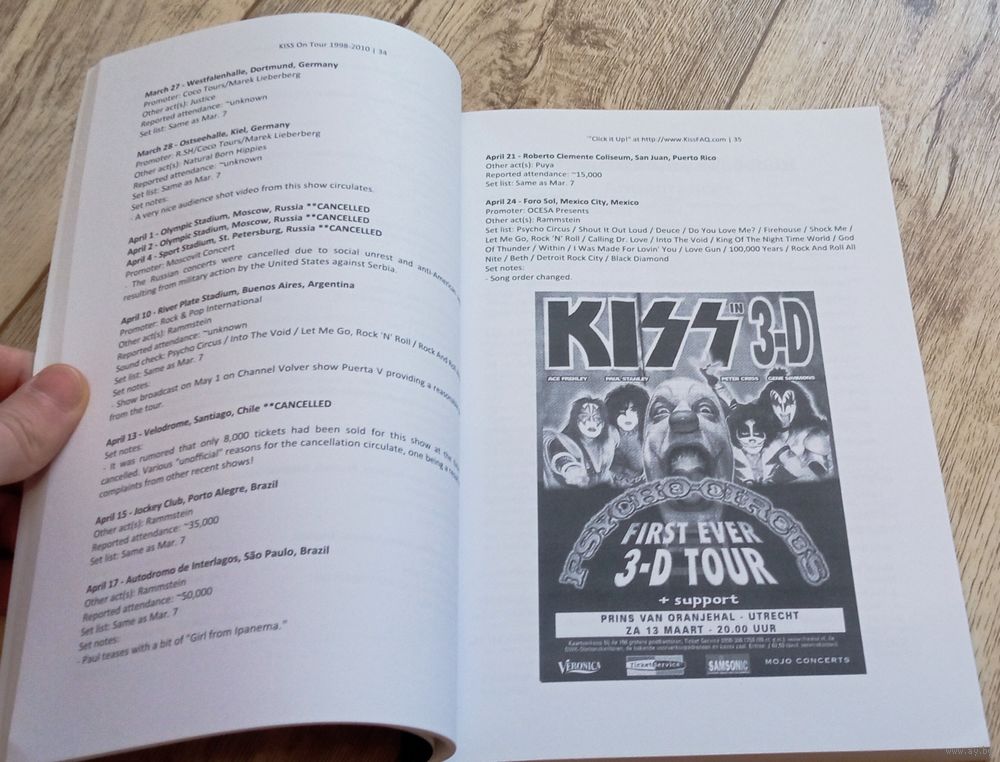 KISS On Tour 1998-2010 | 34
March 27 - Westfalenhalle, Dortmund, Germany
Promoter: Coco Tours/Marek Lieberberg
Other act(s): Justice
Reported attendance: ~unknown
Set list: Same as Mar. 7
March 28 - Ostseehalle, Kiel, Germany
Promoter: R.SH/Coco Tours/Marek Lieberberg
Other act(s): Natural Born Hippies
Reported attendance: ~unknown
Set list: Same as Mar. 7
Set notes:
- A very nice audience shot video from this show circulates.
April 1 - Olympic Stadium, Moscow, Russia **CANCELLED
April 2 - Olympic Stadium, Moscow, Russia **CANCELLED
April 4 - Sport Stadium, St. Petersburg, Russia **CANCELLED
Promoter: Moscovit Concert
- The Russian concerts were cancelled due to social unrest and anti-American
resulting from military action by the United States against Serbia.
April 10 - River Plate Stadium, Buenos Aires, Argentina
Promoter: Rock & Pop International
Other act(s): Rammstein
Reported attendance: ~unknown
Sound check: Psycho Circus / Into The Void / Let Me Go, Rock 'N' Roll / Rock And Roll
Set list: Same as Mar. 7
Set notes:
- Show broadcast on May 1 on Channel Volver show Puerta V providing a reasonable
from the tour.
April 13 - Velodrome, Santiago, Chile **CANCELLED
Set notes:
- It was rumored that only 8,000 tickets had been sold for this show at the
cancelled. Various "unofficial" reasons for the cancellation circulate, one being a
complaints from other recent shows!
April 15 - Jockey Club, Porto Alegre, Brazil
Other act(s): Rammstein
Reported attendance: ~35,000
Set list: Same as Mar. 7
April 17 - Autodromo de Interlagos, São Paulo, Brazil
Other act(s): Rammstein
Reported attendance: ~50,000
Set list: Same as Mar. 7
Set notes:
- Paul teases with a bit of "Girl from Ipanema."
"Click it Up!" at http://www.KissFAQ.com | 35
April 21 - Roberto Clemente Coliseum, San Juan, Puerto Rico
Other act(s): Puya
Reported attendance: ~15,000
Set list: Same as Mar. 7
April 24 - Foro Sol, Mexico City, Mexico
Promoter: OCESA Presents
Other act(s): Rammstein
Set list: Psycho Circus / Shout It Out Loud / Deuce / Do You Love Me? / Firehouse / Shock Me /
Let Me Go, Rock 'N' Roll / Calling Dr. Love / Into The Void / King Of The Night Time World / God
Of Thunder / Within / I Was Made For Lovin' You / Love Gun / 100,000 Years / Rock And Roll All
Nite / Beth / Detroit Rock City / Black Diamond
Set notes:
- Song order changed.
KISS IN 3-D
ACE FREHLEY PAUL STANLEY PETER CRISS GENE SIMMONS
PSYCHO-CIRCUS
FIRST EVER
3-D TOUR
+ support
PRINS VAN ORANJEHAL - UTRECHT
ZA 13 MAART - 20.00 UUR
VERONICA TicketService SAMSONIC MOJO CONCERTS
www.ay.by